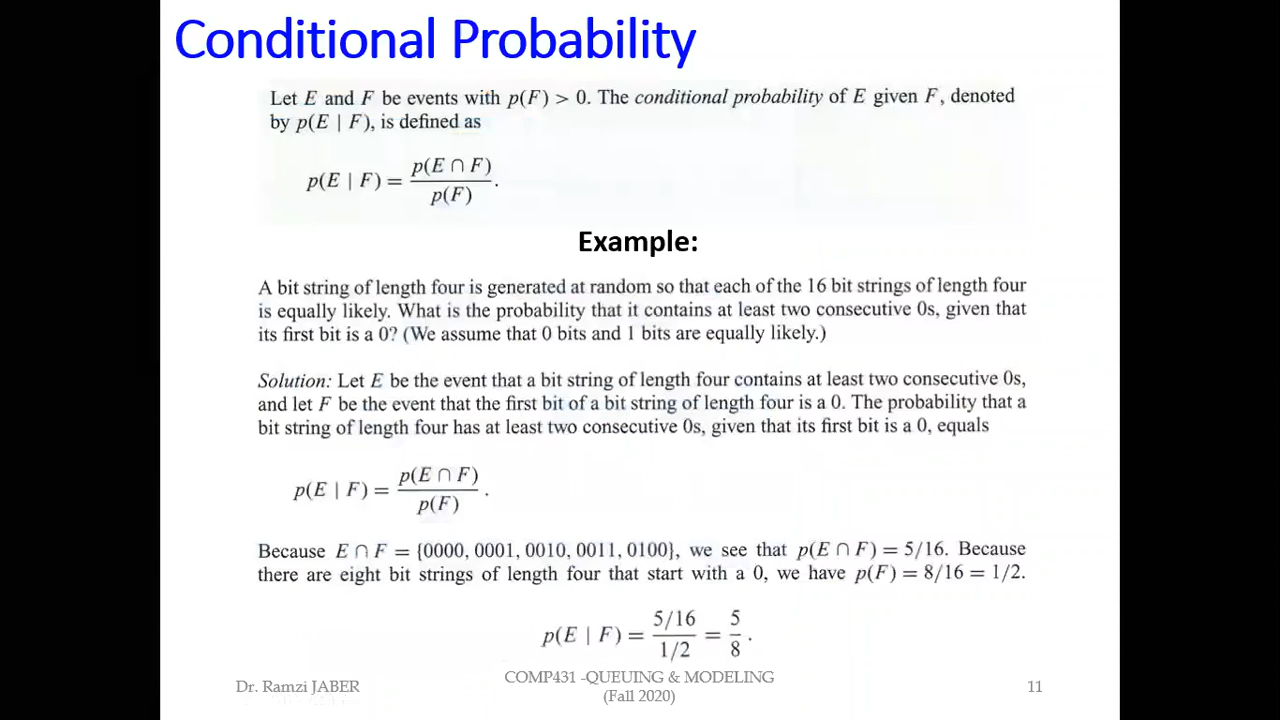 Conditional Probability
Let E and F be events with p(F) > 0. The conditional probability of E given F, denoted
by p(E | F), is defined as
p(E | F) = p(E ∩ F) / p(F) .
Example:
A bit string of length four is generated at random so that each of the 16 bit strings of length four
is equally likely. What is the probability that it contains at least two consecutive 0s, given that
its first bit is a 0? (We assume that 0 bits and 1 bits are equally likely.)
Solution: Let E be the event that a bit string of length four contains at least two consecutive 0s,
and let F be the event that the first bit of a bit string of length four is a 0. The probability that a
bit string of length four has at least two consecutive 0s, given that its first bit is a 0, equals
p(E | F) = p(E ∩ F) / p(F) .
Because E ∩ F = {0000, 0001, 0010, 0011, 0100}, we see that p(E ∩ F) = 5/16. Because
there are eight bit strings of length four that start with a 0, we have p(F) = 8/16 = 1/2.
p(E | F) = 5/16 / 1/2 = 5 / 8 .
Dr. Ramzi JABER
COMP431 -QUEUING & MODELING
(Fall 2020)
11